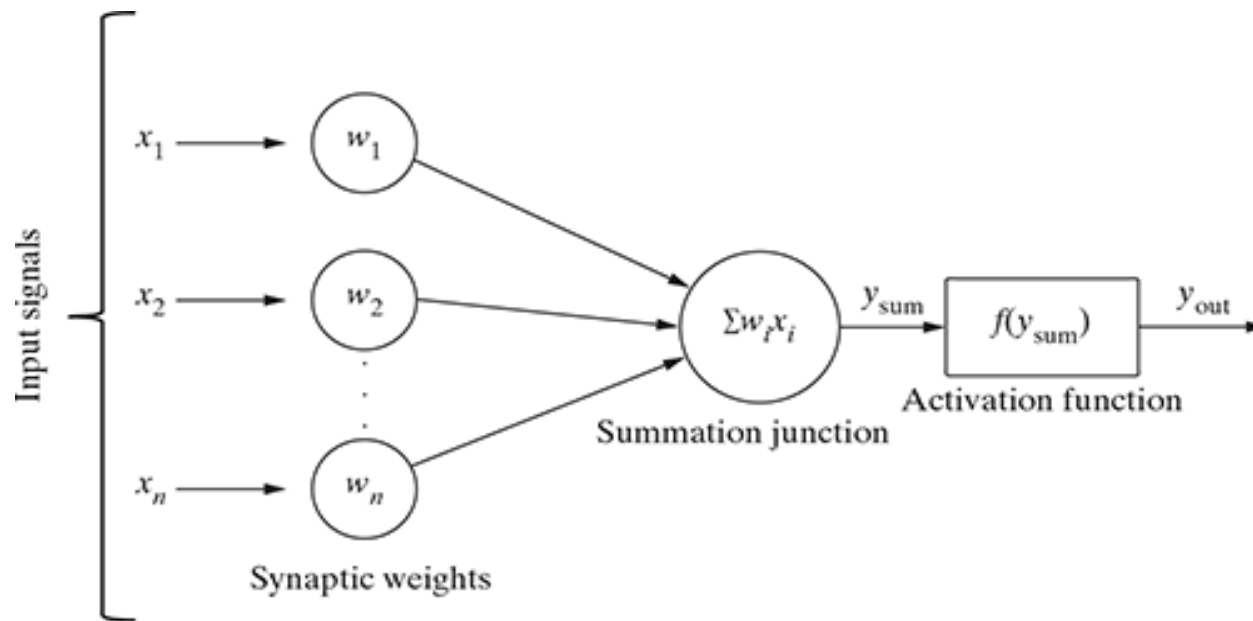 Input signals
x1
w1
x2
w2
. . .
xn
wn
Synaptic weights
Σwixi
Summation junction
ysum
f(ysum)
Activation function
yout